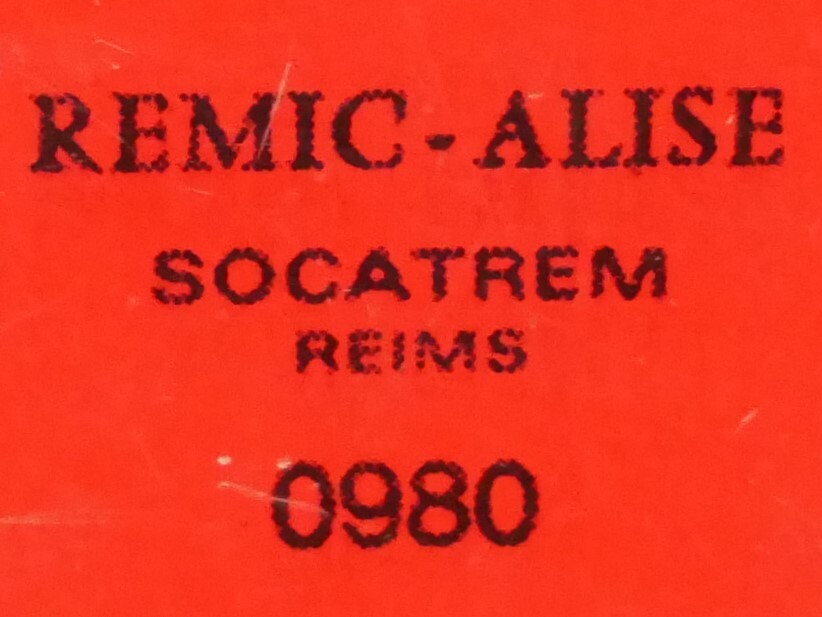 REMIC-ALISE
SOCATREM
REIMS
0980